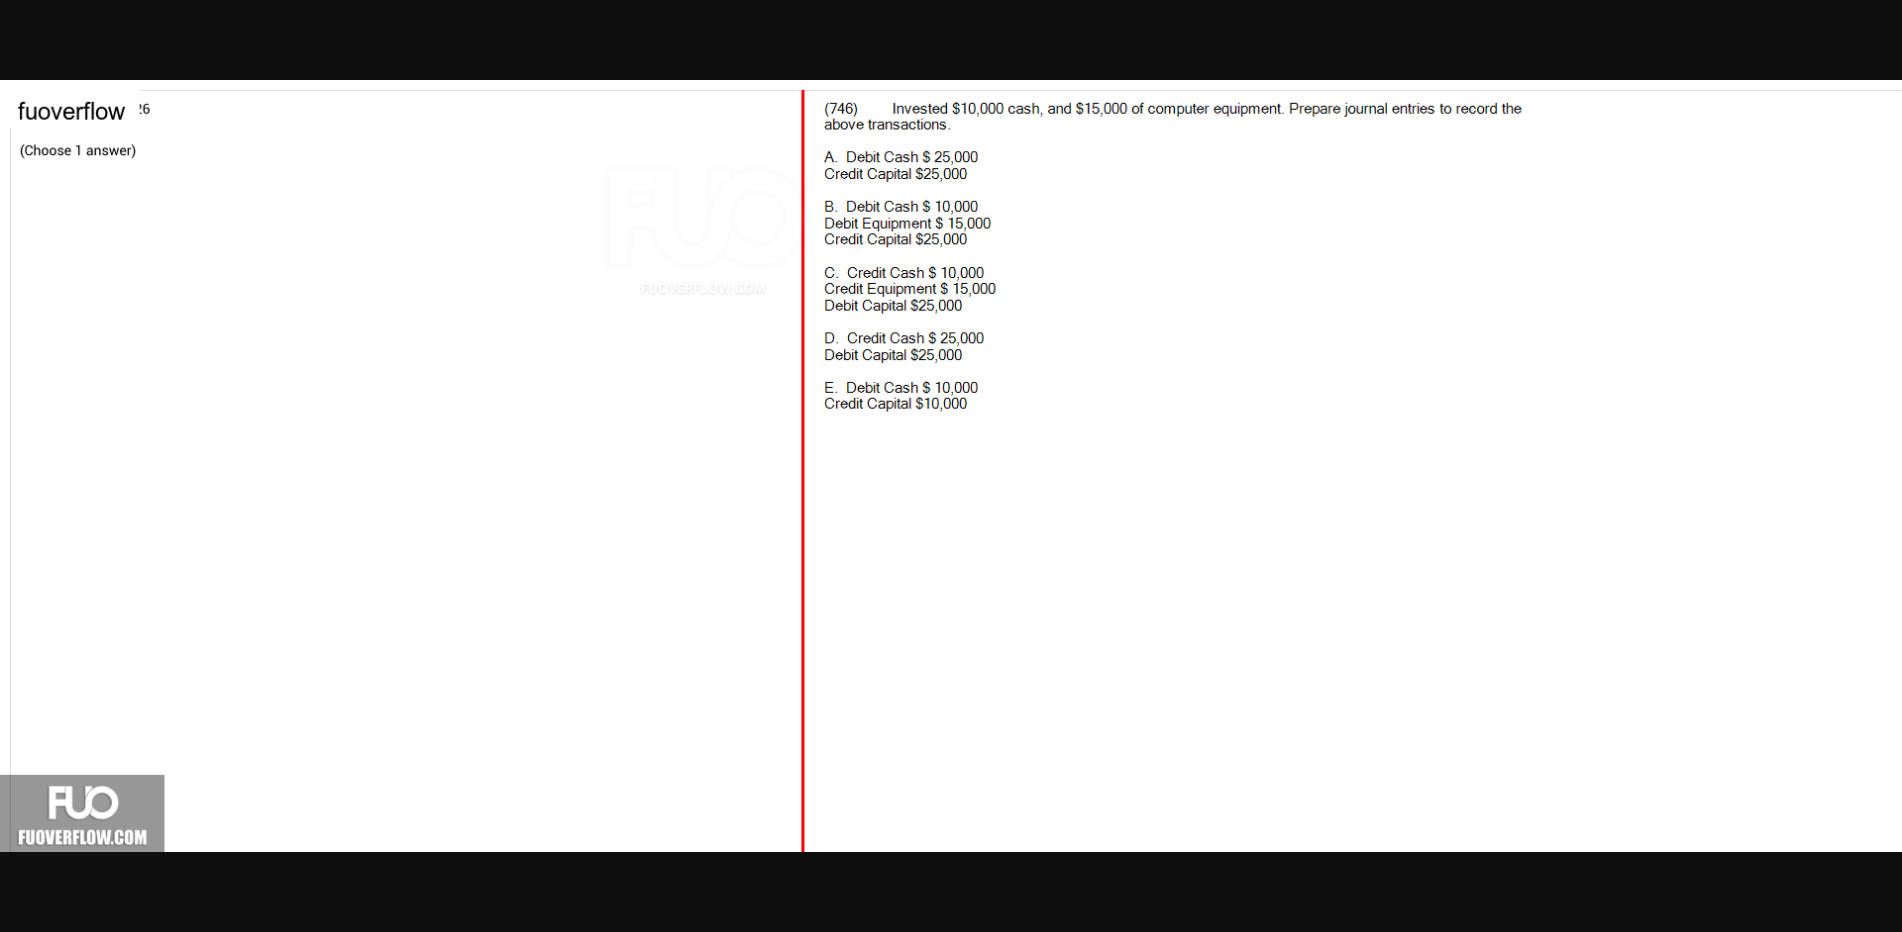 fuoverflow
26
(Choose 1 answer)
FUO
FUOVERFLOW.COM
(746) Invested $10,000 cash, and $15,000 of computer equipment. Prepare journal entries to record the
above transactions.
A. Debit Cash $ 25,000
Credit Capital $25,000
B. Debit Cash $ 10,000
Debit Equipment $ 15,000
Credit Capital $25,000
C. Credit Cash $ 10,000
Credit Equipment $ 15,000
Debit Capital $25,000
D. Credit Cash $ 25,000
Debit Capital $25,000
E. Debit Cash $ 10,000
Credit Capital $10,000
FUO
FUOVERFLOW.COM